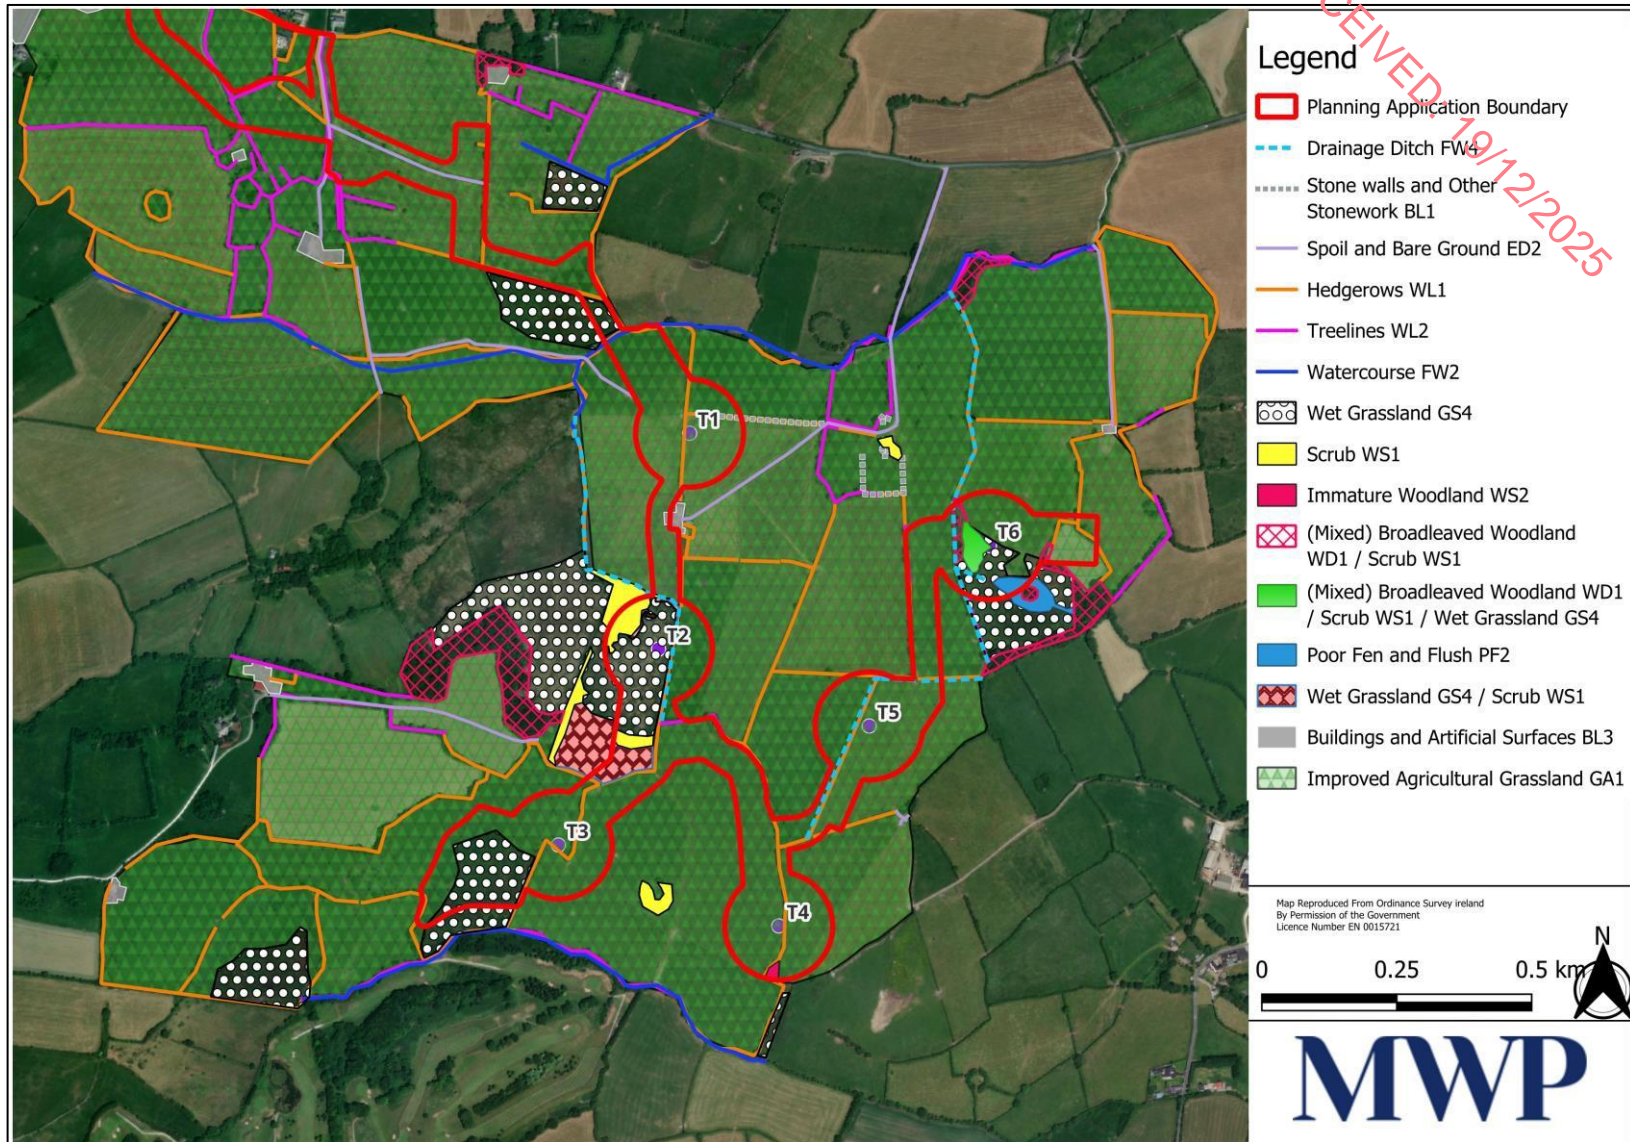 CEIVED: 19/12/2025
Legend
Planning Application Boundary
Drainage Ditch FW4
Stone walls and Other
Stonework BL1
Spoil and Bare Ground ED2
Hedgerows WL1
Treelines WL2
Watercourse FW2
Wet Grassland GS4
Scrub WS1
Immature Woodland WS2
(Mixed) Broadleaved Woodland
WD1 / Scrub WS1
(Mixed) Broadleaved Woodland WD1
/ Scrub WS1 / Wet Grassland GS4
Poor Fen and Flush PF2
Wet Grassland GS4 / Scrub WS1
Buildings and Artificial Surfaces BL3
Improved Agricultural Grassland GA1
T1
T6
T2
T5
T3
T4
Map Reproduced From Ordinance Survey ireland
By Permission of the Government
Licence Number EN 0015721
N
0 0.25 0.5 km
MWP